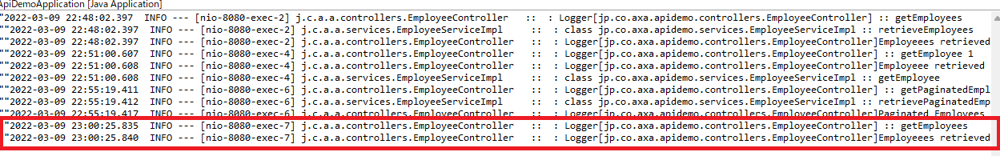 ApiDemoApplication [Java Application]
"2022-03-09 22:48:02.397  INFO --- [nio-8080-exec-2] j.c.a.a.controllers.EmployeeController   ::  : Logger[jp.co.axa.apidemo.controllers.EmployeeController] :: getEmployees
""2022-03-09 22:48:02.397  INFO --- [nio-8080-exec-2] j.c.a.a.services.EmployeeServiceImpl     ::  : class jp.co.axa.apidemo.services.EmployeeServiceImpl :: retrieveEmployees
""2022-03-09 22:48:02.397  INFO --- [nio-8080-exec-2] j.c.a.a.controllers.EmployeeController   ::  : Logger[jp.co.axa.apidemo.controllers.EmployeeController]Employees retrieved
""2022-03-09 22:51:00.607  INFO --- [nio-8080-exec-4] j.c.a.a.controllers.EmployeeController   ::  : Logger[jp.co.axa.apidemo.controllers.EmployeeController] :: getEmployee 1
""2022-03-09 22:51:00.608  INFO --- [nio-8080-exec-4] j.c.a.a.controllers.EmployeeController   ::  : Logger[jp.co.axa.apidemo.controllers.EmployeeController]Employee retrieved
""2022-03-09 22:51:00.608  INFO --- [nio-8080-exec-4] j.c.a.a.services.EmployeeServiceImpl     ::  : class jp.co.axa.apidemo.services.EmployeeServiceImpl :: getEmployee
""2022-03-09 22:55:19.411  INFO --- [nio-8080-exec-6] j.c.a.a.controllers.EmployeeController   ::  : Logger[jp.co.axa.apidemo.controllers.EmployeeController] :: getPaginatedEmpl
""2022-03-09 22:55:19.412  INFO --- [nio-8080-exec-6] j.c.a.a.services.EmployeeServiceImpl     ::  : class jp.co.axa.apidemo.services.EmployeeServiceImpl :: retrievePaginatedEmp
""2022-03-09 22:55:19.417  INFO --- [nio-8080-exec-6] j.c.a.a.controllers.EmployeeController   ::  : Logger[jp.co.axa.apidemo.controllers.EmployeeController]Paginated Employees
"2022-03-09 23:00:25.835  INFO --- [nio-8080-exec-7] j.c.a.a.controllers.EmployeeController   ::  : Logger[jp.co.axa.apidemo.controllers.EmployeeController] :: getEmployees
"2022-03-09 23:00:25.840  INFO --- [nio-8080-exec-7] j.c.a.a.controllers.EmployeeController   ::  : Logger[jp.co.axa.apidemo.controllers.EmployeeController]Employees retrieved